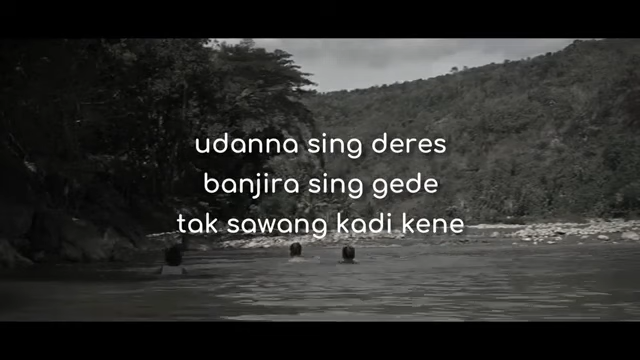 udanna sing deres
banjira sing gede
tak sawang kadi kene